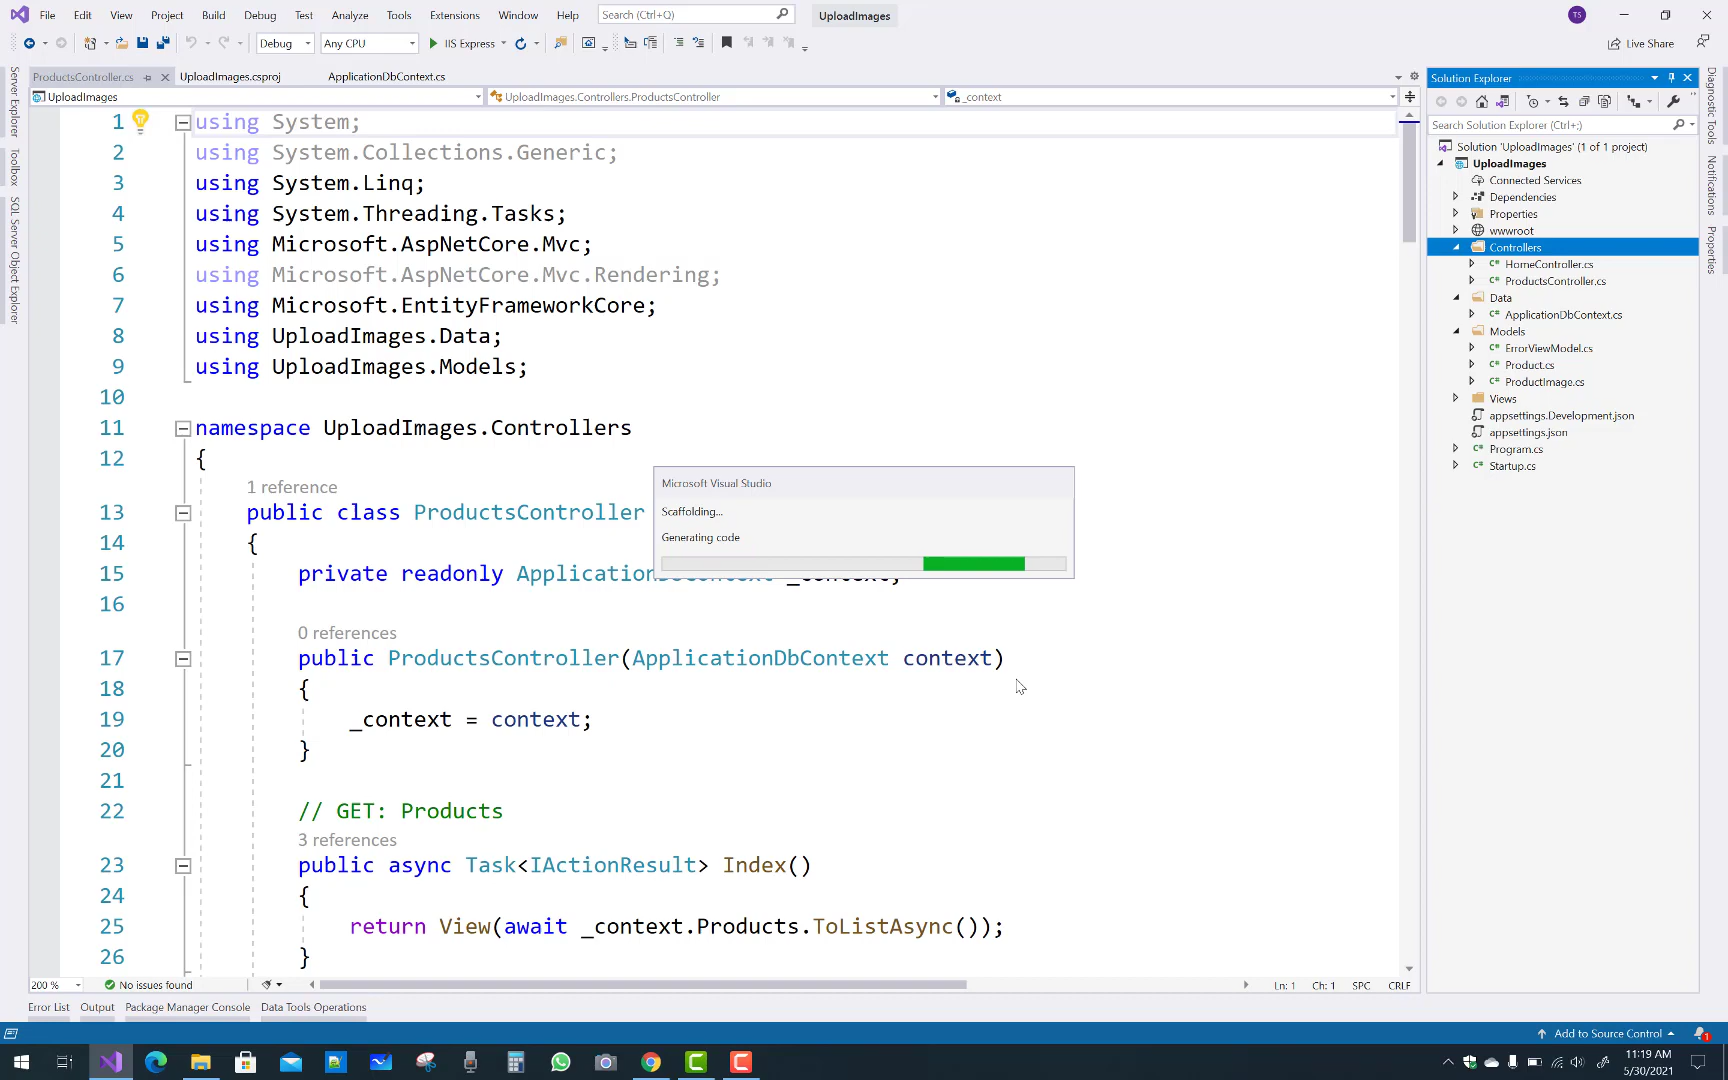 File Edit View Project Build Debug Test Analyze Tools Extensions Window Help Search (Ctrl+Q) UploadImages TS
Debug Any CPU IIS Express Live Share
ProductsController.cs UploadImages.csproj ApplicationDbContext.cs
UploadImages UploadImages.Controllers.ProductsController _context
Server Explorer
Toolbox
SQL Server Object Explorer
1 using System;
2 using System.Collections.Generic;
3 using System.Linq;
4 using System.Threading.Tasks;
5 using Microsoft.AspNetCore.Mvc;
6 using Microsoft.AspNetCore.Mvc.Rendering;
7 using Microsoft.EntityFrameworkCore;
8 using UploadImages.Data;
9 using UploadImages.Models;
10
11 namespace UploadImages.Controllers
12 {
1 reference
13 public class ProductsController
14 {
15 private readonly Application
16
0 references
17 public ProductsController(ApplicationDbContext context)
18 {
19 _context = context;
20 }
21
22 // GET: Products
3 references
23 public async Task<IActionResult> Index()
24 {
25 return View(await _context.Products.ToListAsync());
26 }
Microsoft Visual Studio
Scaffolding...
Generating code
200 % No issues found Ln: 1 Ch: 1 SPC CRLF
Error List Output Package Manager Console Data Tools Operations
Solution Explorer
Search Solution Explorer (Ctrl+;)
Solution 'UploadImages' (1 of 1 project)
UploadImages
Connected Services
Dependencies
Properties
wwwroot
Controllers
HomeController.cs
ProductsController.cs
Data
ApplicationDbContext.cs
Models
ErrorViewModel.cs
Product.cs
ProductImage.cs
Views
appsettings.Development.json
appsettings.json
Program.cs
Startup.cs
Diagnostic Tools
Notifications
Properties
Add to Source Control 1
11:19 AM
5/30/2021